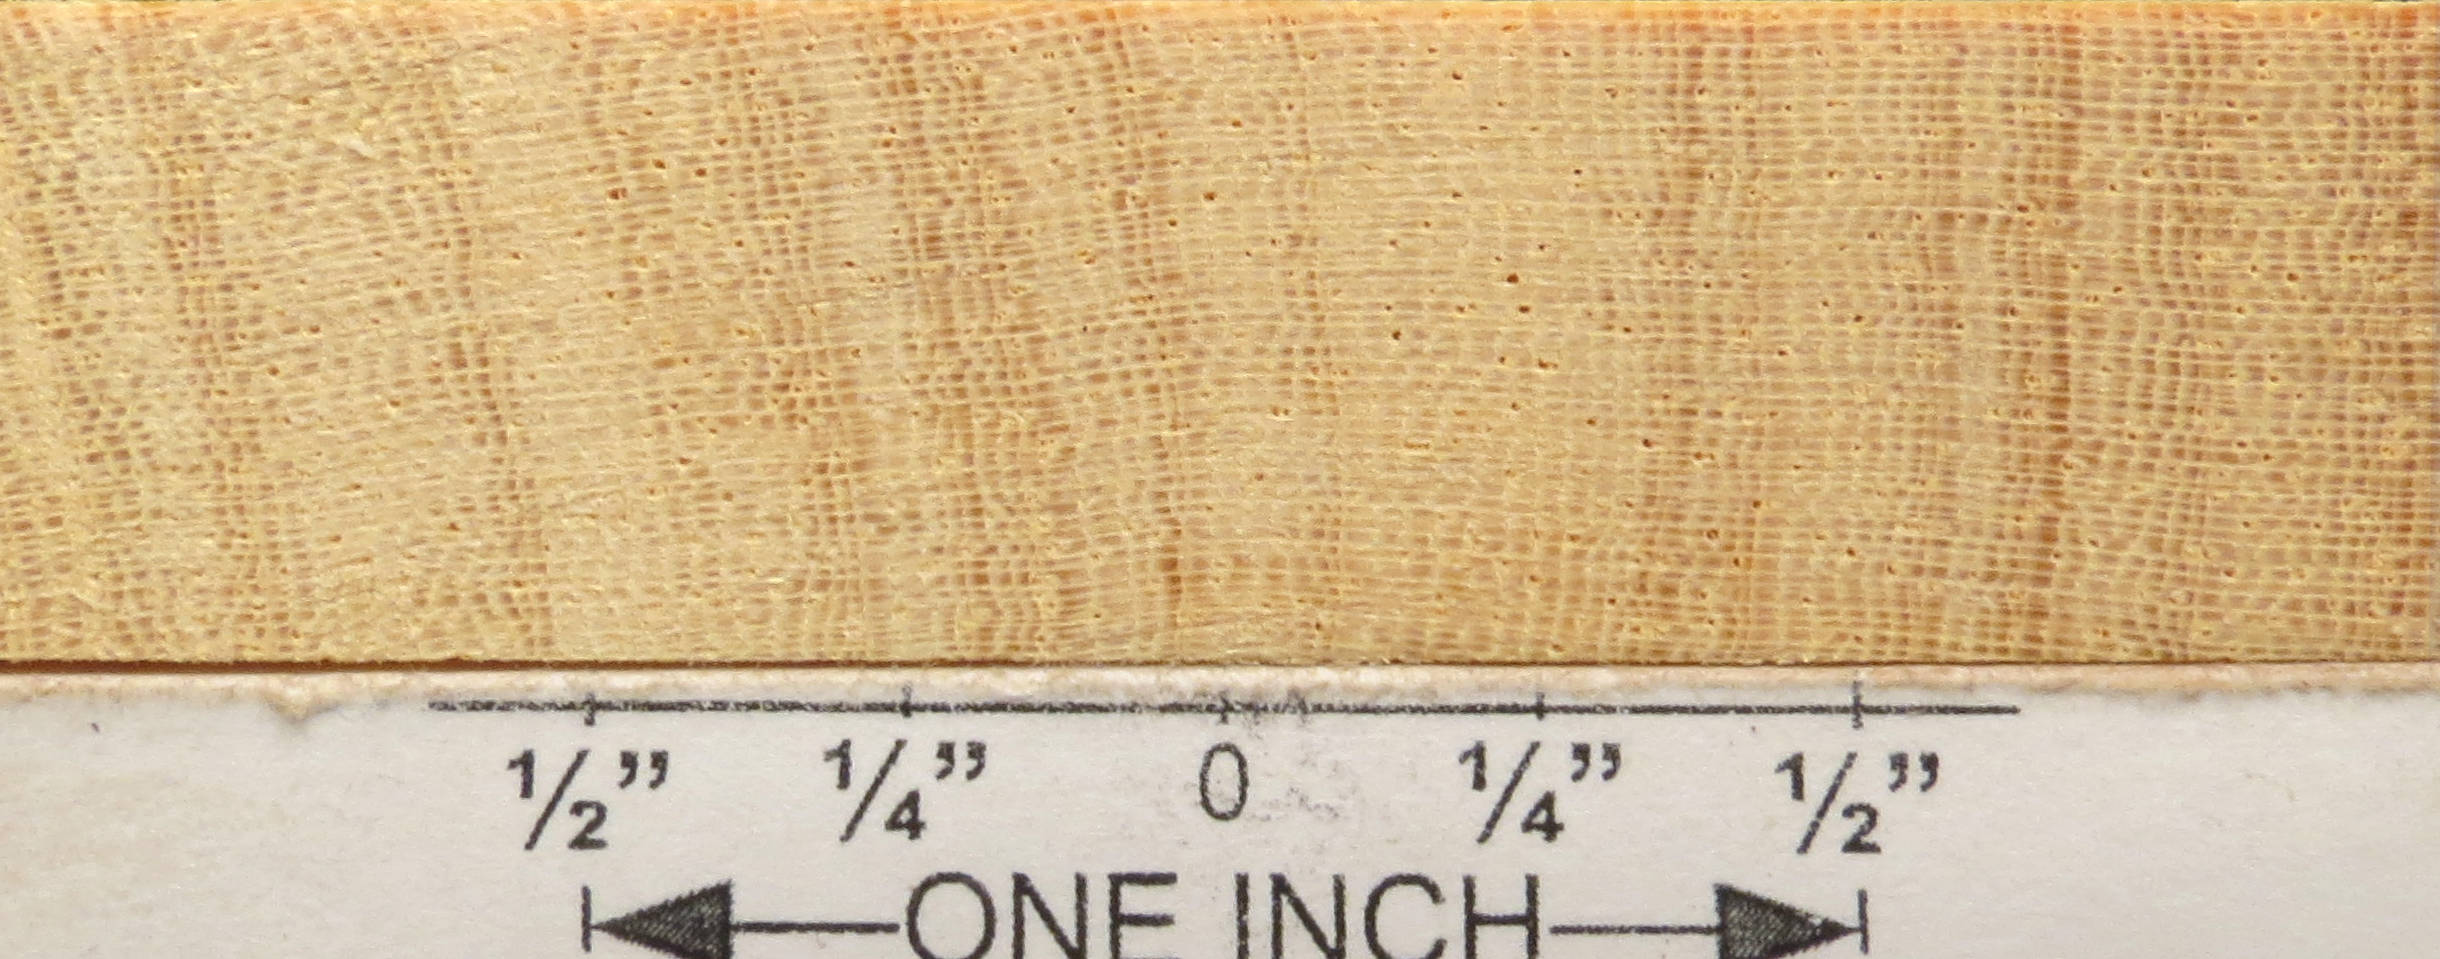 1/2” 1/4” 0 1/4” 1/2”
ONE INCH